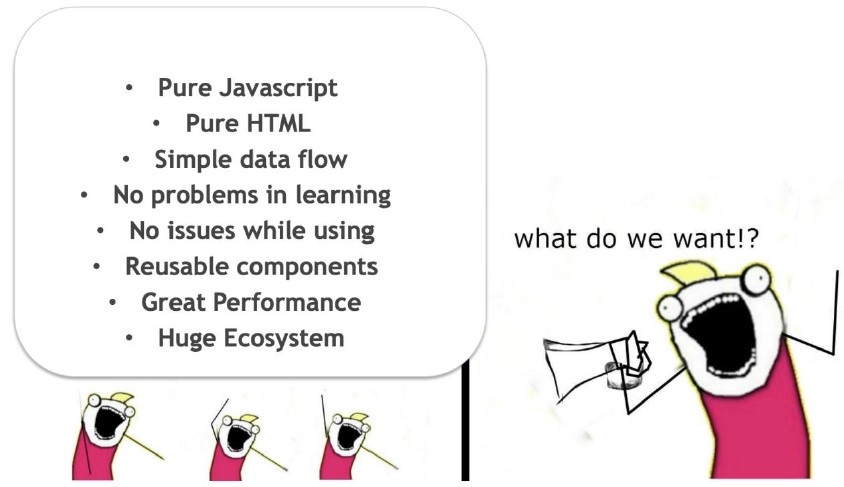 • Pure Javascript
• Pure HTML
• Simple data flow
• No problems in learning
• No issues while using
• Reusable components
• Great Performance
• Huge Ecosystem
what do we want!?